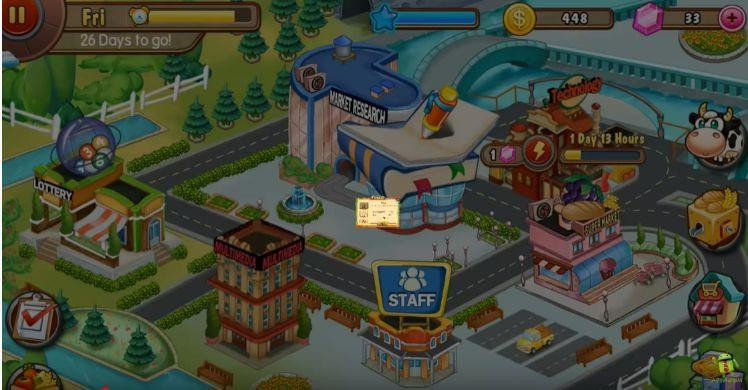 Fri
26 Days to go!
448
33
MARKET RESEARCH
Technology
1
1 Day 13 Hours
LOTTERY
SUPER MARKET
MULTIMEDIA
MULTIMEDIA
STAFF